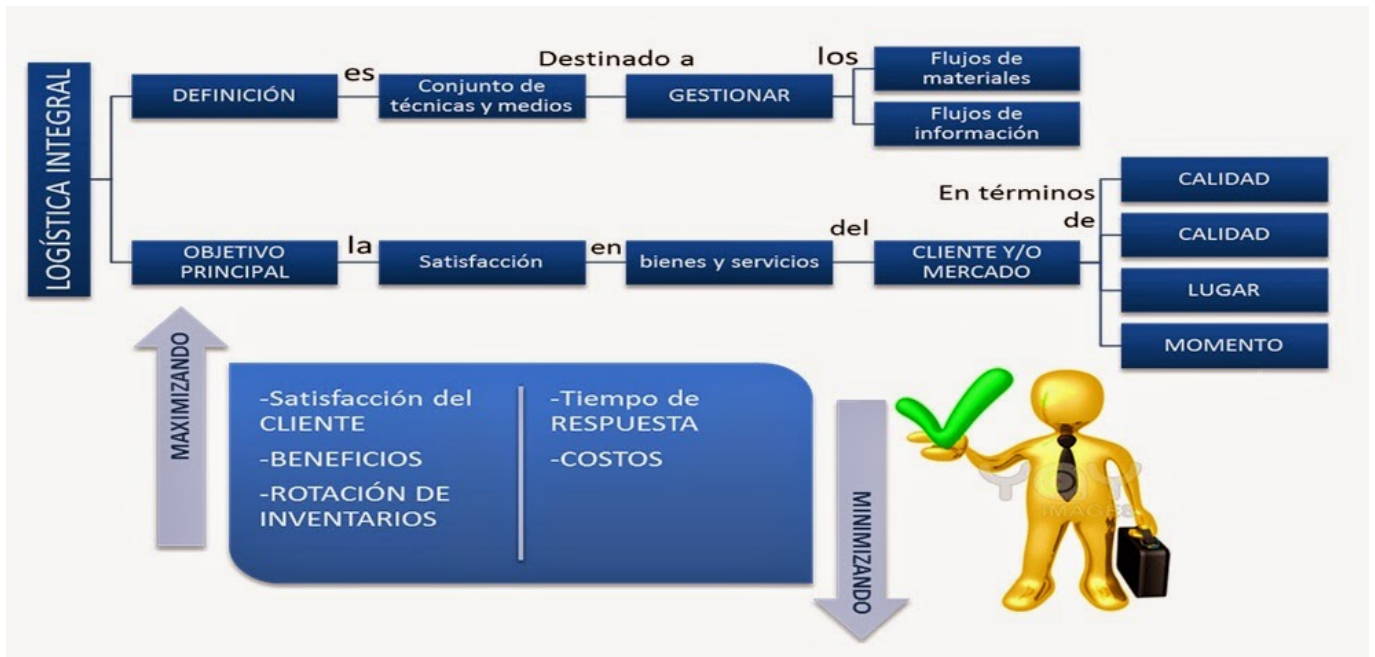 LOGÍSTICA INTEGRAL
DEFINICIÓN
es
Conjunto de
técnicas y medios
Destinado a
GESTIONAR
los
Flujos de
materiales
Flujos de
información
OBJETIVO
PRINCIPAL
la
Satisfacción
en
bienes y servicios
del
CLIENTE Y/O
MERCADO
En términos
de
CALIDAD
CALIDAD
LUGAR
MOMENTO
MAXIMIZANDO
-Satisfacción del
CLIENTE
-BENEFICIOS
-ROTACIÓN DE
INVENTARIOS
-Tiempo de
RESPUESTA
-COSTOS
MINIMIZANDO
YAY
IMAGES